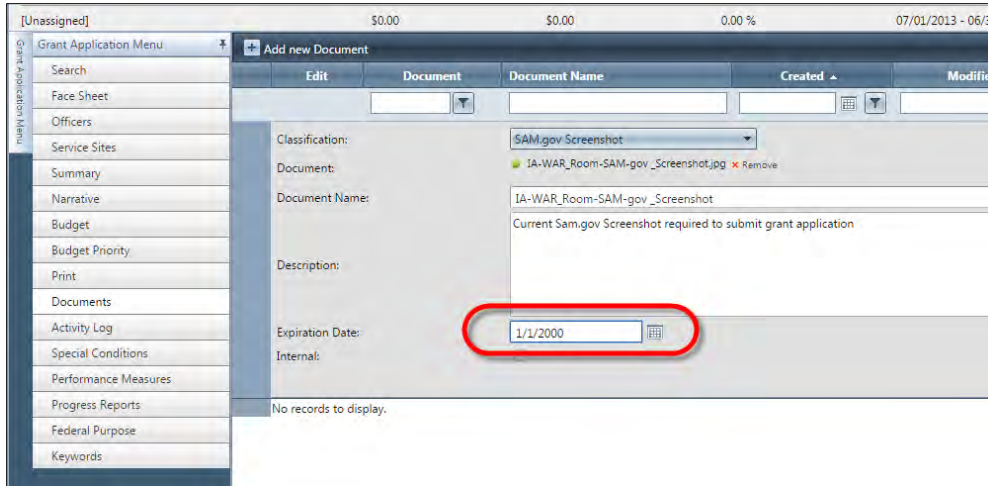 [Unassigned] $0.00 $0.00 0.00 % 07/01/2013 - 06/3
Grant Application Menu
Grant Application Menu
Search
Face Sheet
Officers
Service Sites
Summary
Narrative
Budget
Budget Priority
Print
Documents
Activity Log
Special Conditions
Performance Measures
Progress Reports
Federal Purpose
Keywords
Add new Document
Edit Document Document Name Created Modifie
Classification: SAM.gov Screenshot
Document: IA-WAR_Room-SAM-gov _Screenshot.jpg x Remove
Document Name: IA-WAR_Room-SAM-gov _Screenshot
Description: Current Sam.gov Screenshot required to submit grant application
Expiration Date: 1/1/2000
Internal:
No records to display.